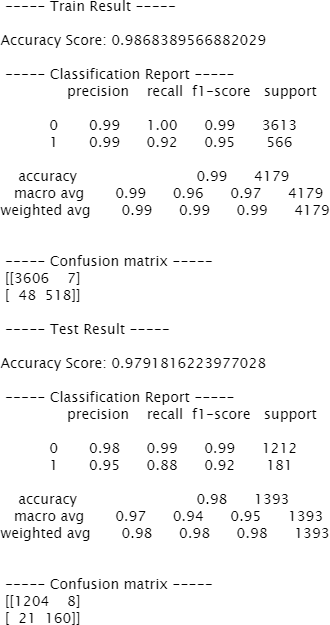 ----- Train Result -----
Accuracy Score: 0.9868389566882029
----- Classification Report -----
precision recall f1-score support
0 0.99 1.00 0.99 3613
1 0.99 0.92 0.95 566
accuracy 0.99 4179
macro avg 0.99 0.96 0.97 4179
weighted avg 0.99 0.99 0.99 4179
----- Confusion matrix -----
[[3606 7]
[ 48 518]]
----- Test Result -----
Accuracy Score: 0.9791816223977028
----- Classification Report -----
precision recall f1-score support
0 0.98 0.99 0.99 1212
1 0.95 0.88 0.92 181
accuracy 0.98 1393
macro avg 0.97 0.94 0.95 1393
weighted avg 0.98 0.98 0.98 1393
----- Confusion matrix -----
[[1204 8]
[ 21 160]]